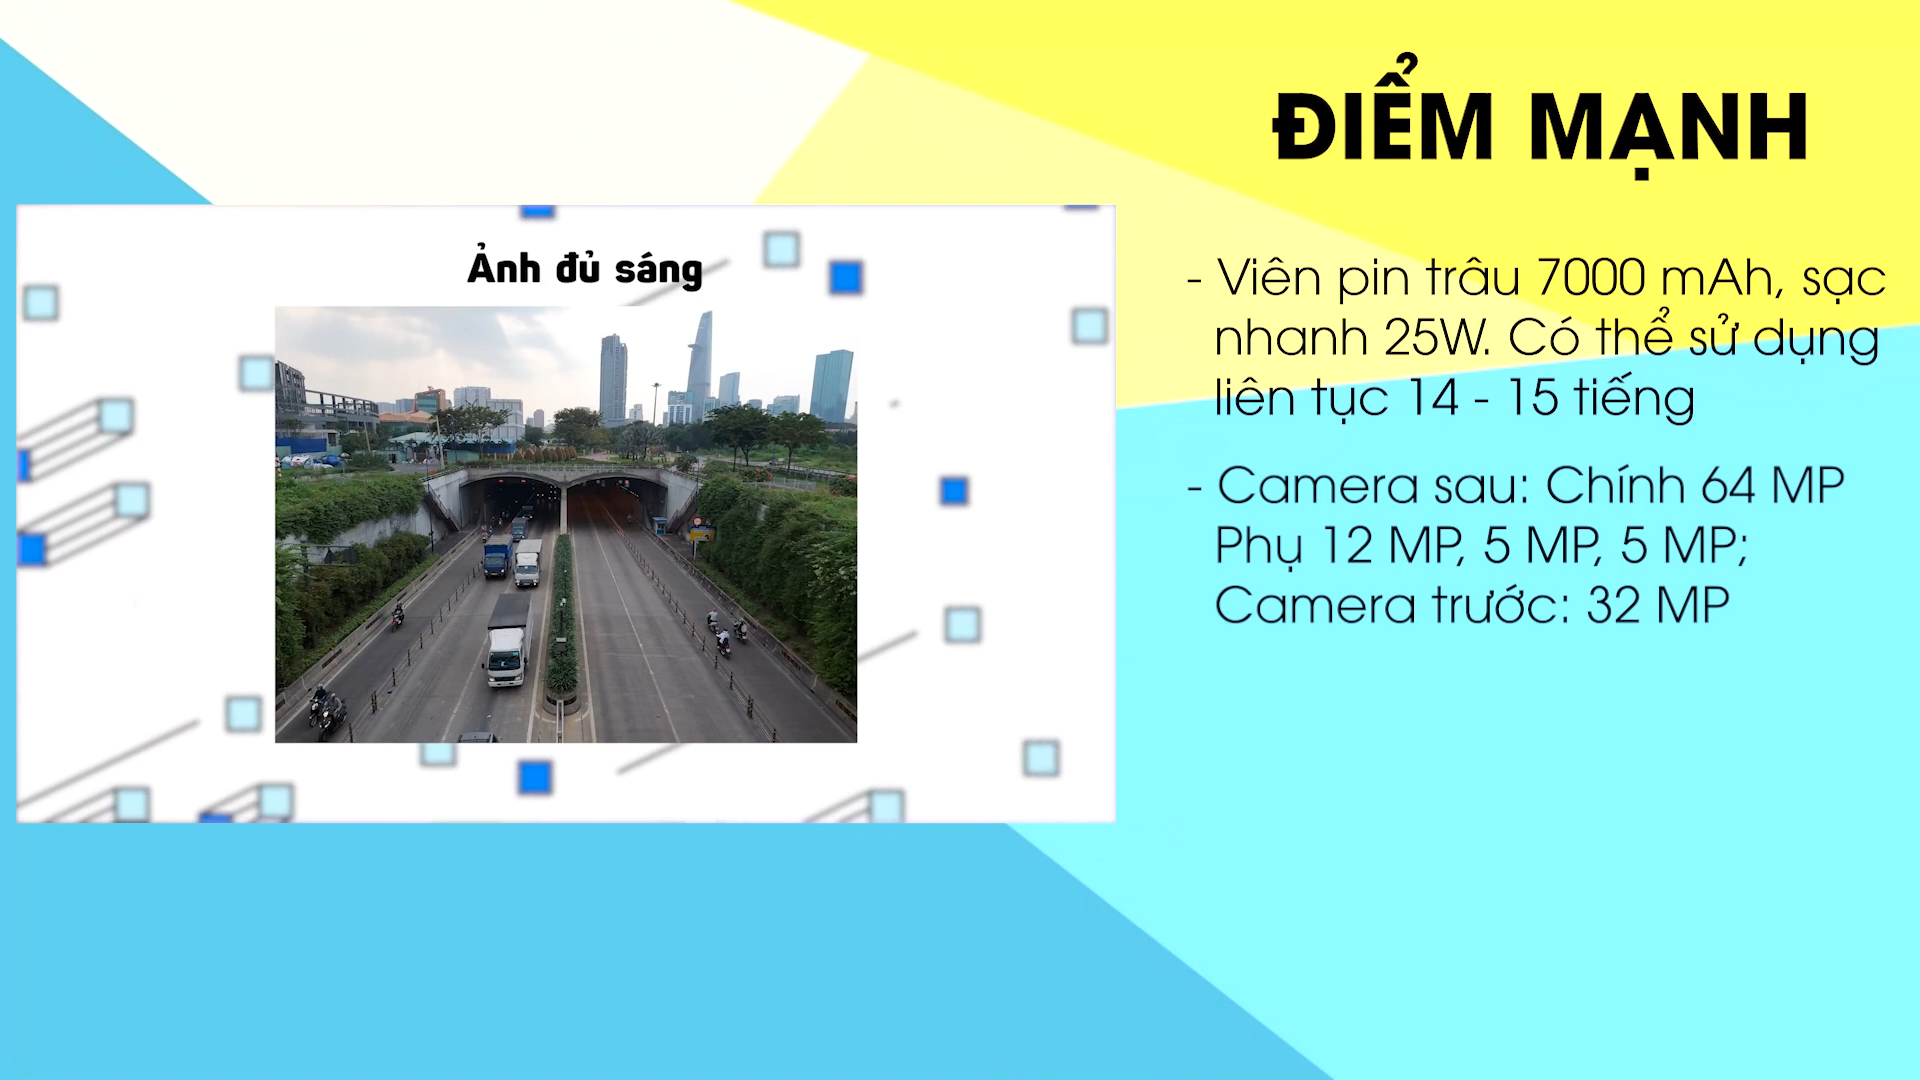 ĐIỂM MẠNH
Ảnh đủ sáng
- Viên pin trâu 7000 mAh, sạc
nhanh 25W. Có thể sử dụng
liên tục 14 - 15 tiếng
- Camera sau: Chính 64 MP
Phụ 12 MP, 5 MP, 5 MP;
Camera trước: 32 MP